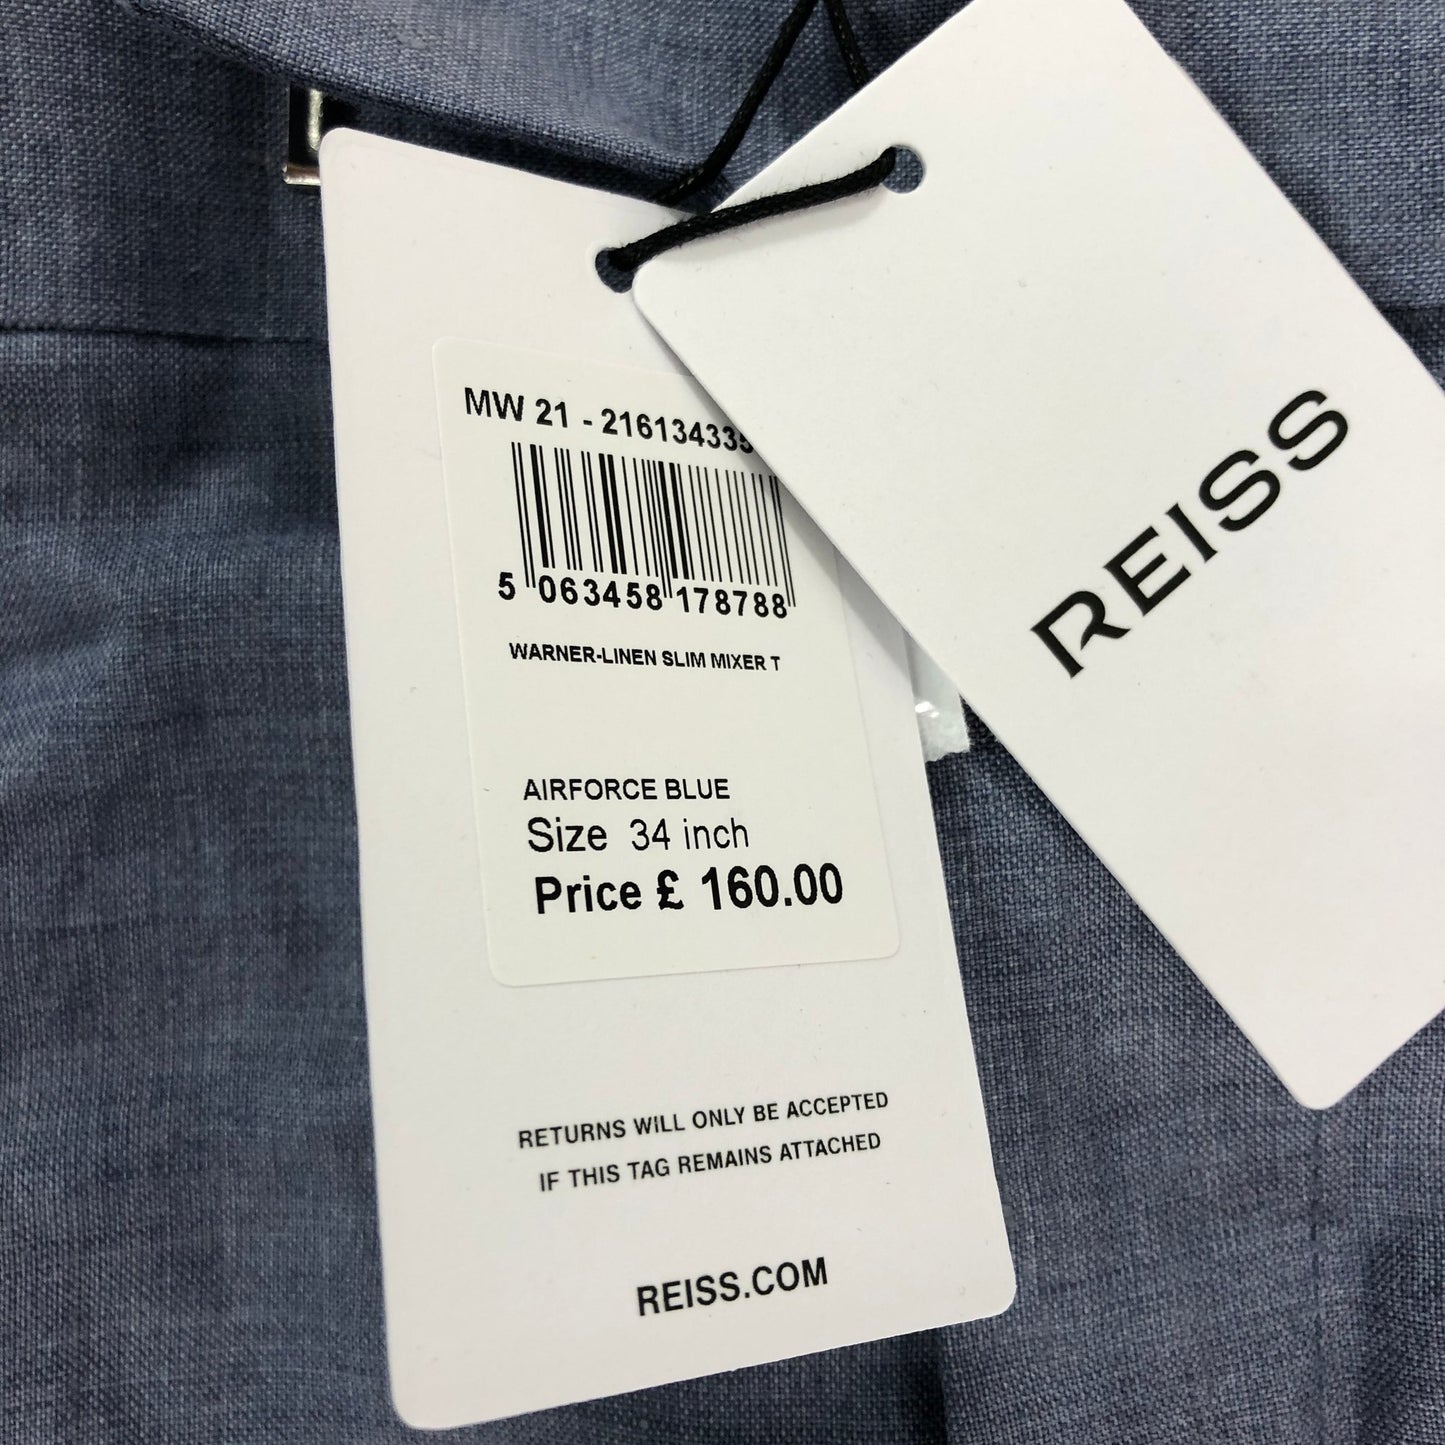 MW 21 - 216134335
5 063458 178788
WARNER-LINEN SLIM MIXER T
AIRFORCE BLUE
Size 34 inch
Price £ 160.00
RETURNS WILL ONLY BE ACCEPTED
IF THIS TAG REMAINS ATTACHED
REISS.COM
REISS